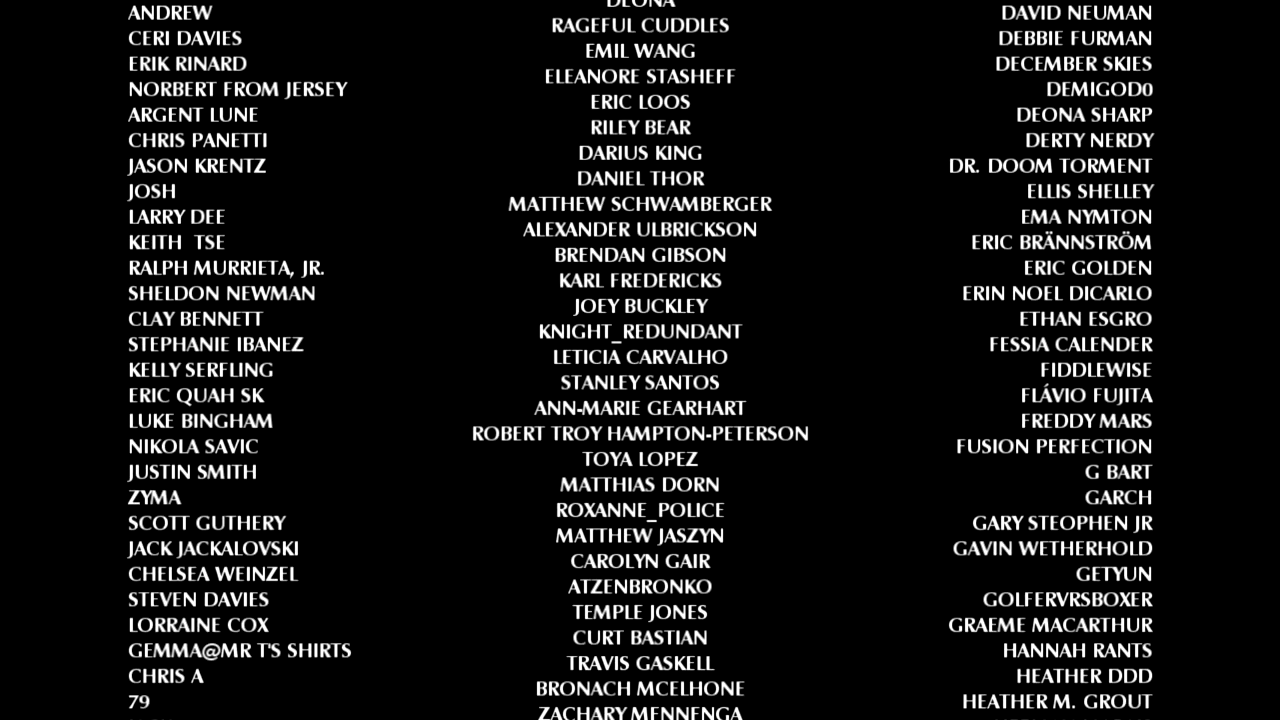 ANDREW
CERI DAVIES
ERIK RINARD
NORBERT FROM JERSEY
ARGENT LUNE
CHRIS PANETTI
JASON KRENTZ
JOSH
LARRY DEE
KEITH  TSE
RALPH MURRIETA, JR.
SHELDON NEWMAN
CLAY BENNETT
STEPHANIE IBANEZ
KELLY SERFLING
ERIC QUAH SK
LUKE BINGHAM
NIKOLA SAVIC
JUSTIN SMITH
ZYMA
SCOTT GUTHERY
JACK JACKALOVSKI
CHELSEA WEINZEL
STEVEN DAVIES
LORRAINE COX
GEMMA@MR T'S SHIRTS
CHRIS A
79
DEONA
RAGEFUL CUDDLES
EMIL WANG
ELEANORE STASHEFF
ERIC LOOS
RILEY BEAR
DARIUS KING
DANIEL THOR
MATTHEW SCHWAMBERGER
ALEXANDER ULBRICKSON
BRENDAN GIBSON
KARL FREDERICKS
JOEY BUCKLEY
KNIGHT_REDUNDANT
LETICIA CARVALHO
STANLEY SANTOS
ANN-MARIE GEARHART
ROBERT TROY HAMPTON-PETERSON
TOYA LOPEZ
MATTHIAS DORN
ROXANNE_POLICE
MATTHEW JASZYN
CAROLYN GAIR
ATZENBRONKO
TEMPLE JONES
CURT BASTIAN
TRAVIS GASKELL
BRONACH MCELHONE
ZACHARY MENNENGA
DAVID NEUMAN
DEBBIE FURMAN
DECEMBER SKIES
DEMIGOD0
DEONA SHARP
DERTY NERDY
DR. DOOM TORMENT
ELLIS SHELLEY
EMA NYMTON
ERIC BRÄNNSTRÖM
ERIC GOLDEN
ERIN NOEL DICARLO
ETHAN ESGRO
FESSIA CALENDER
FIDDLEWISE
FLÁVIO FUJITA
FREDDY MARS
FUSION PERFECTION
G BART
GARCH
GARY STEOPHEN JR
GAVIN WETHERHOLD
GETYUN
GOLFERVRSBOXER
GRAEME MACARTHUR
HANNAH RANTS
HEATHER DDD
HEATHER M. GROUT